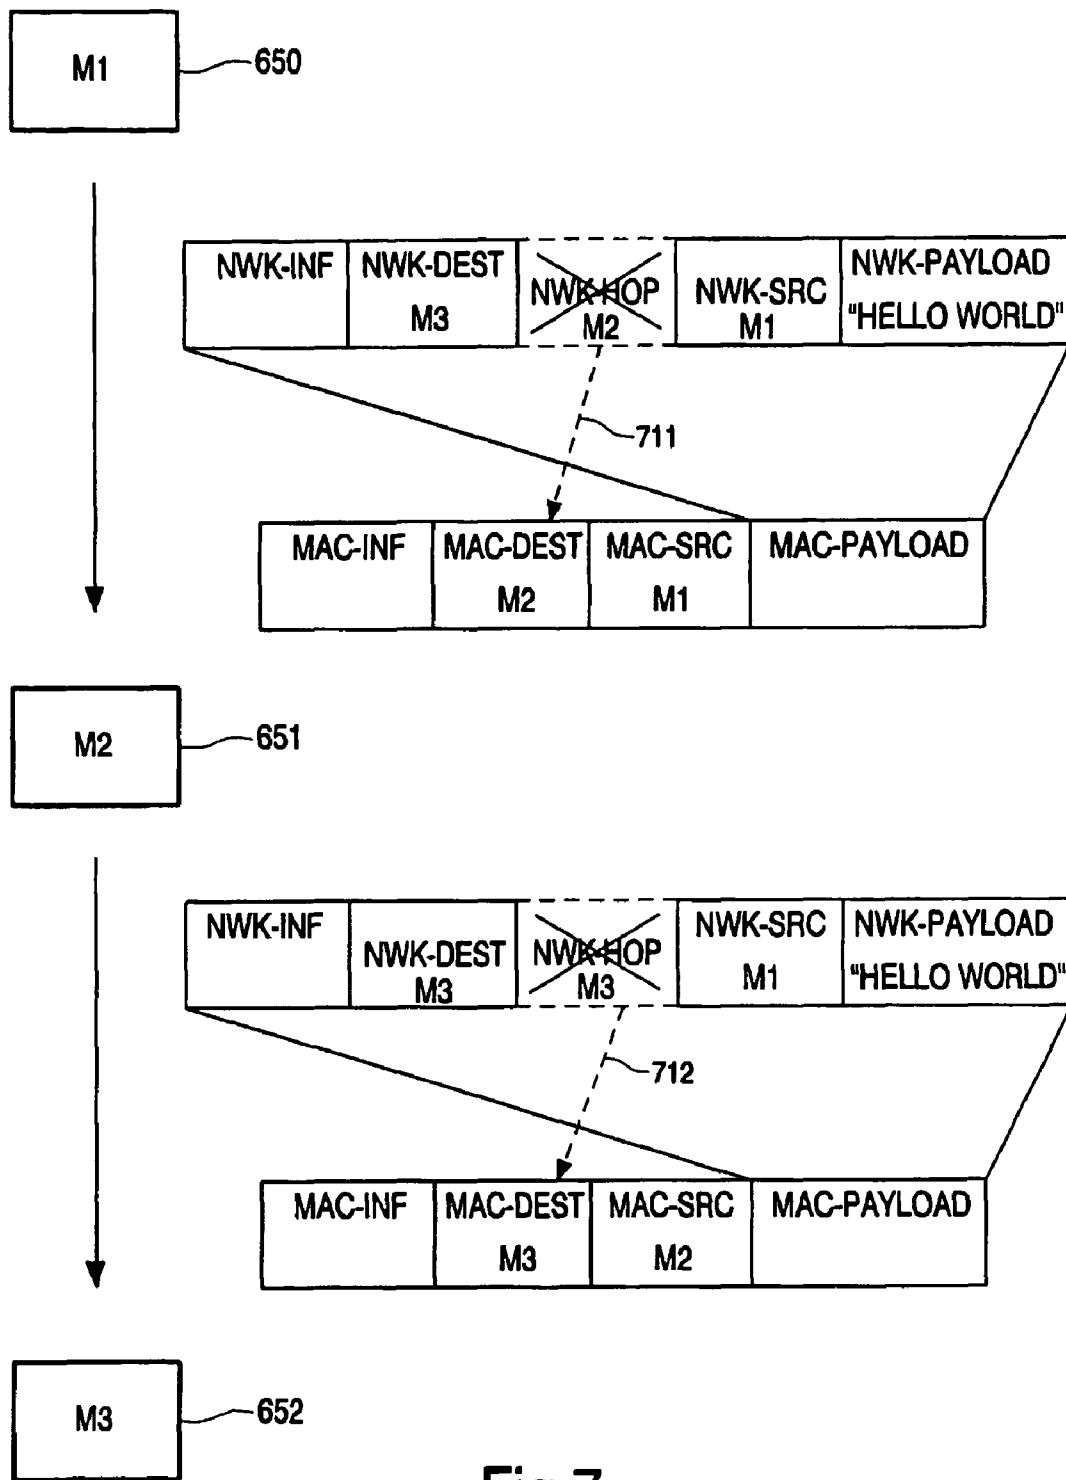 M1
650
NWK-INF NWK-DEST NWK-HOP NWK-SRC NWK-PAYLOAD
M3 M2 M1 "HELLO WORLD"
711
MAC-INF MAC-DEST MAC-SRC MAC-PAYLOAD
M2 M1
M2
651
NWK-INF NWK-DEST NWK-HOP NWK-SRC NWK-PAYLOAD
M3 M3 M1 "HELLO WORLD"
712
MAC-INF MAC-DEST MAC-SRC MAC-PAYLOAD
M3 M2
M3
652
Fig.7